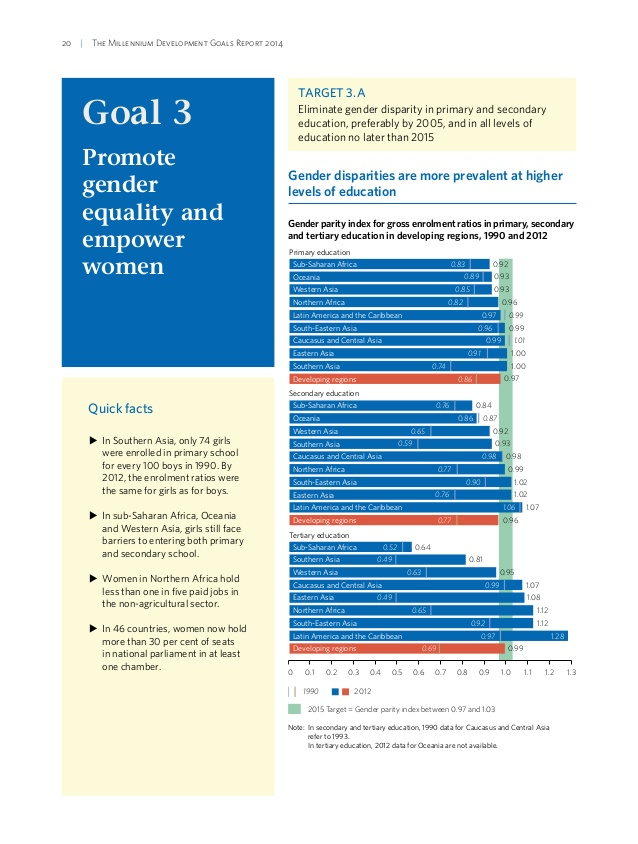 20 | The Millennium Development Goals Report 2014
Goal 3
Promote
gender
equality and
empower
women
TARGET 3.A
Eliminate gender disparity in primary and secondary
education, preferably by 2005, and in all levels of
education no later than 2015
Gender disparities are more prevalent at higher
levels of education
Gender parity index for gross enrolment ratios in primary, secondary
and tertiary education in developing regions, 1990 and 2012
Primary education
Sub-Saharan Africa 0.83 0.92
Oceania 0.89 0.93
Western Asia 0.85 0.93
Northern Africa 0.82 0.96
Latin America and the Caribbean 0.97 0.99
South-Eastern Asia 0.96 0.99
Caucasus and Central Asia 0.99 1.01
Eastern Asia 0.91 1.00
Southern Asia 0.74 1.00
Developing regions 0.86 0.97
Secondary education
Sub-Saharan Africa 0.76 0.84
Oceania 0.86 0.87
Western Asia 0.65 0.92
Southern Asia 0.59 0.93
Caucasus and Central Asia 0.98 0.98
Northern Africa 0.77 0.99
South-Eastern Asia 0.90 1.02
Eastern Asia 0.76 1.02
Latin America and the Caribbean 1.06 1.07
Developing regions 0.77 0.96
Tertiary education
Sub-Saharan Africa 0.52 0.64
Southern Asia 0.49 0.81
Western Asia 0.63 0.95
Caucasus and Central Asia 0.99 1.07
Eastern Asia 0.49 1.08
Northern Africa 0.65 1.12
South-Eastern Asia 0.92 1.12
Latin America and the Caribbean 0.97 1.28
Developing regions 0.69 0.99
0 0.1 0.2 0.3 0.4 0.5 0.6 0.7 0.8 0.9 1.0 1.1 1.2 1.3
1990 2012
2015 Target = Gender parity index between 0.97 and 1.03
Note: In secondary and tertiary education, 1990 data for Caucasus and Central Asia
refer to 1993.
In tertiary education, 2012 data for Oceania are not available.
Quick facts
▶ In Southern Asia, only 74 girls
were enrolled in primary school
for every 100 boys in 1990. By
2012, the enrolment ratios were
the same for girls as for boys.
▶ In sub-Saharan Africa, Oceania
and Western Asia, girls still face
barriers to entering both primary
and secondary school.
▶ Women in Northern Africa hold
less than one in five paid jobs in
the non-agricultural sector.
▶ In 46 countries, women now hold
more than 30 per cent of seats
in national parliament in at least
one chamber.